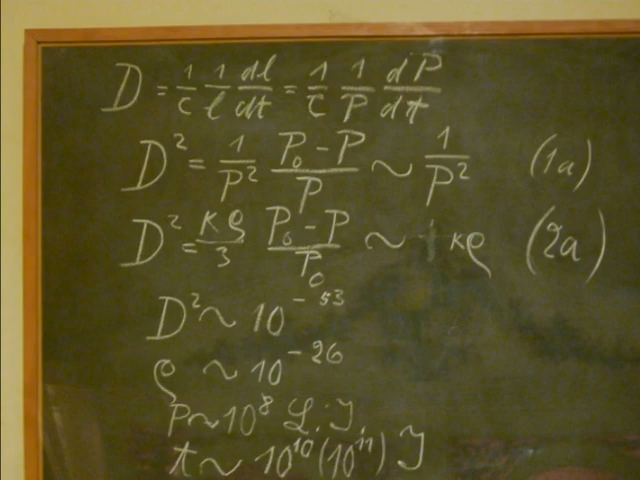 D = 1/c 1/l dl/dt = 1/c 1/P dP/dt
D² = 1/P² P₀-P/P ~ 1/P² (1a)
D² = κϱ/3 P₀-P/P₀ ~ κϱ (2a)
D² ~ 10⁻⁵³
ϱ ~ 10⁻²⁶
P ~ 10⁸ L.J.
t ~ 10¹⁰(10¹¹) J